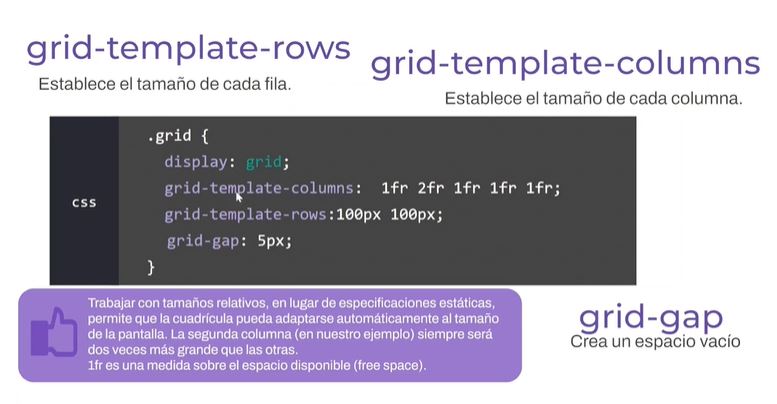 grid-template-rows
Establece el tamaño de cada fila.
grid-template-columns
Establece el tamaño de cada columna.
css
.grid {
display: grid;
grid-template-columns: 1fr 2fr 1fr 1fr 1fr;
grid-template-rows:100px 100px;
grid-gap: 5px;
}
Trabajar con tamaños relativos, en lugar de especificaciones estáticas,
permite que la cuadrícula pueda adaptarse automáticamente al tamaño
de la pantalla. La segunda columna (en nuestro ejemplo) siempre será
dos veces más grande que las otras.
1fr es una medida sobre el espacio disponible (free space).
grid-gap
Crea un espacio vacío